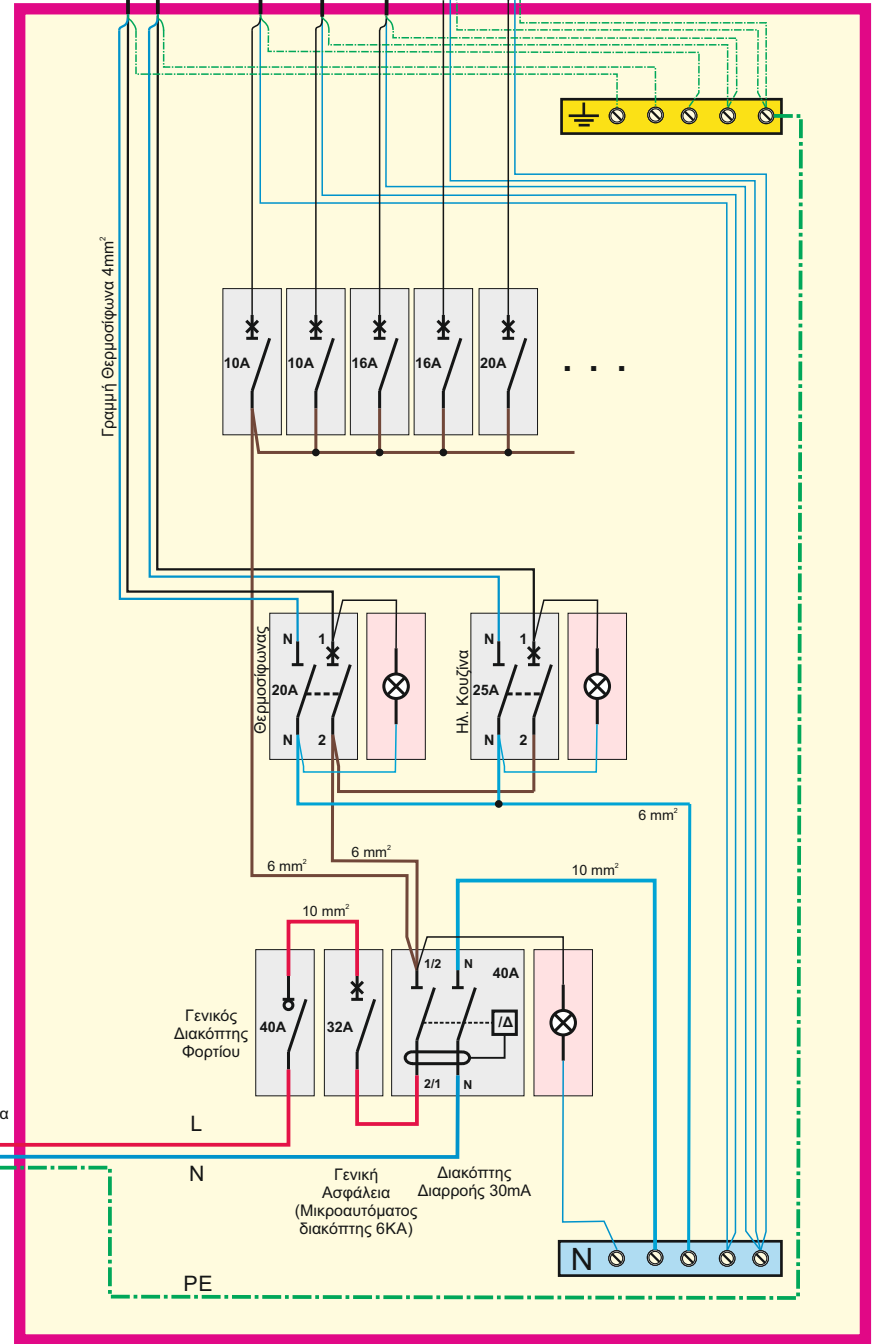 Γραμμή Θερμοσίφωνα 4mm²
10A
10A
16A
16A
20A
. . .
Θερμοσίφωνας
N
1
20A
N
2
Ηλ. Κουζίνα
N
1
25A
N
2
6 mm²
6 mm²
6 mm²
10 mm²
10 mm²
Γενικός
Διακόπτης
Φορτίου
40A
32A
1/2
N
40A
/Δ
2/1
N
α
L
N
Γενική
Ασφάλεια
(Μικροαυτόματος
διακόπτης 6KA)
Διακόπτης
Διαρροής 30mA
N
PE